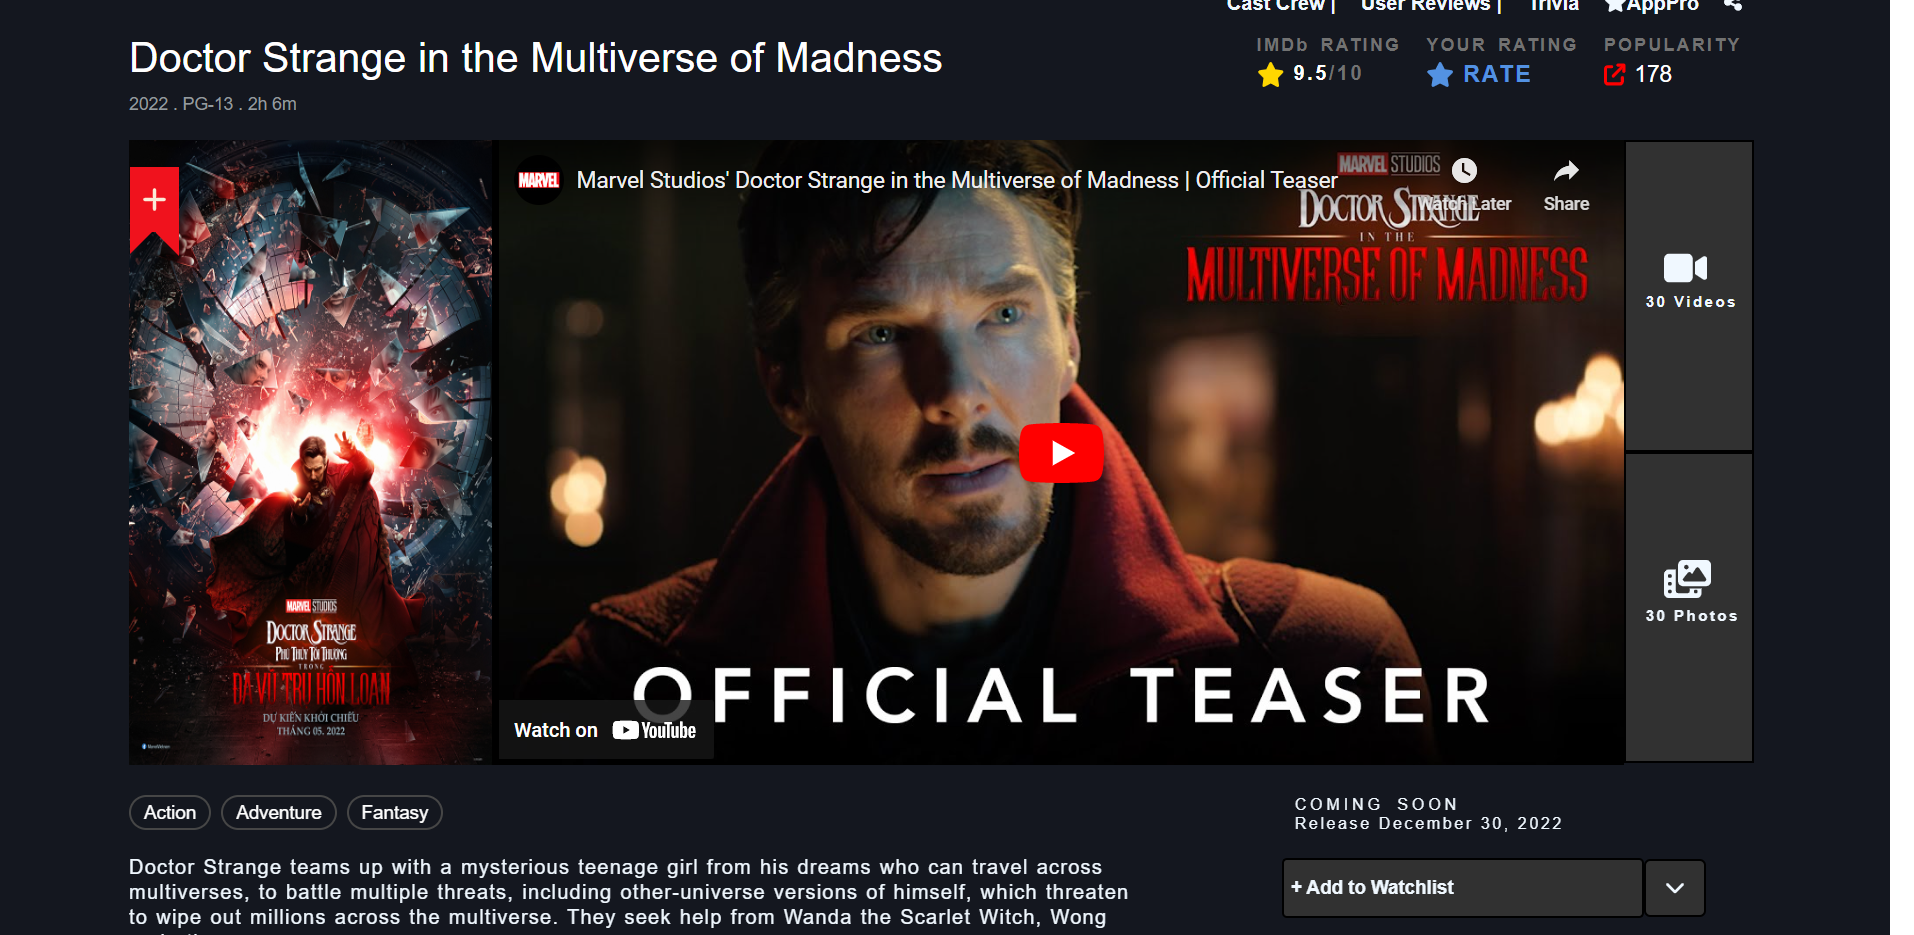 Cast Crew | User Reviews | Trivia AppPro
Doctor Strange in the Multiverse of Madness
2022 . PG-13 . 2h 6m
IMDb RATING YOUR RATING POPULARITY
9.5/10 RATE 178
MARVEL
Marvel Studios' Doctor Strange in the Multiverse of Madness | Official Teaser
Watch Later
Share
MARVEL STUDIOS
DOCTOR STRANGE
IN THE
MULTIVERSE OF MADNESS
30 Videos
30 Photos
MARVEL STUDIOS
DOCTOR STRANGE
PHÙ THỦY TỐI THƯỢNG
TRONG
ĐA VŨ TRỤ HỖN LOẠN
DỰ KIẾN KHỞI CHIẾU
THÁNG 05. 2022
OFFICIAL TEASER
Watch on YouTube
Action Adventure Fantasy
COMING SOON
Release December 30, 2022
Doctor Strange teams up with a mysterious teenage girl from his dreams who can travel across
multiverses, to battle multiple threats, including other-universe versions of himself, which threaten
to wipe out millions across the multiverse. They seek help from Wanda the Scarlet Witch, Wong
+ Add to Watchlist